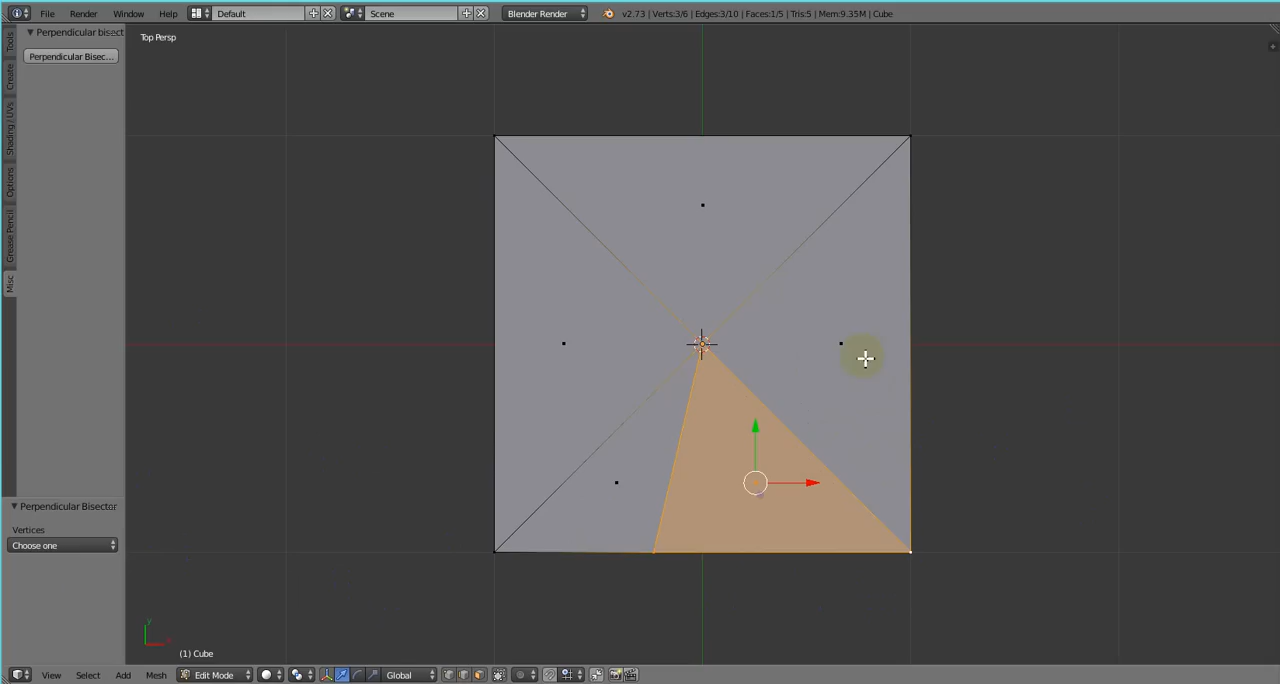 File Render Window Help Default Scene Blender Render v2.73 | Verts:3/6 | Edges:3/10 | Faces:1/5 | Tris:5 | Mem:9.35M | Cube
Perpendicular bisect
Perpendicular Bisec...
Top Persp
Tools
Create
Shading / UVs
Options
Grease Pencil
Misc
Perpendicular Bisector
Vertices
Choose one
y
x
(1) Cube
View Select Add Mesh Edit Mode Global